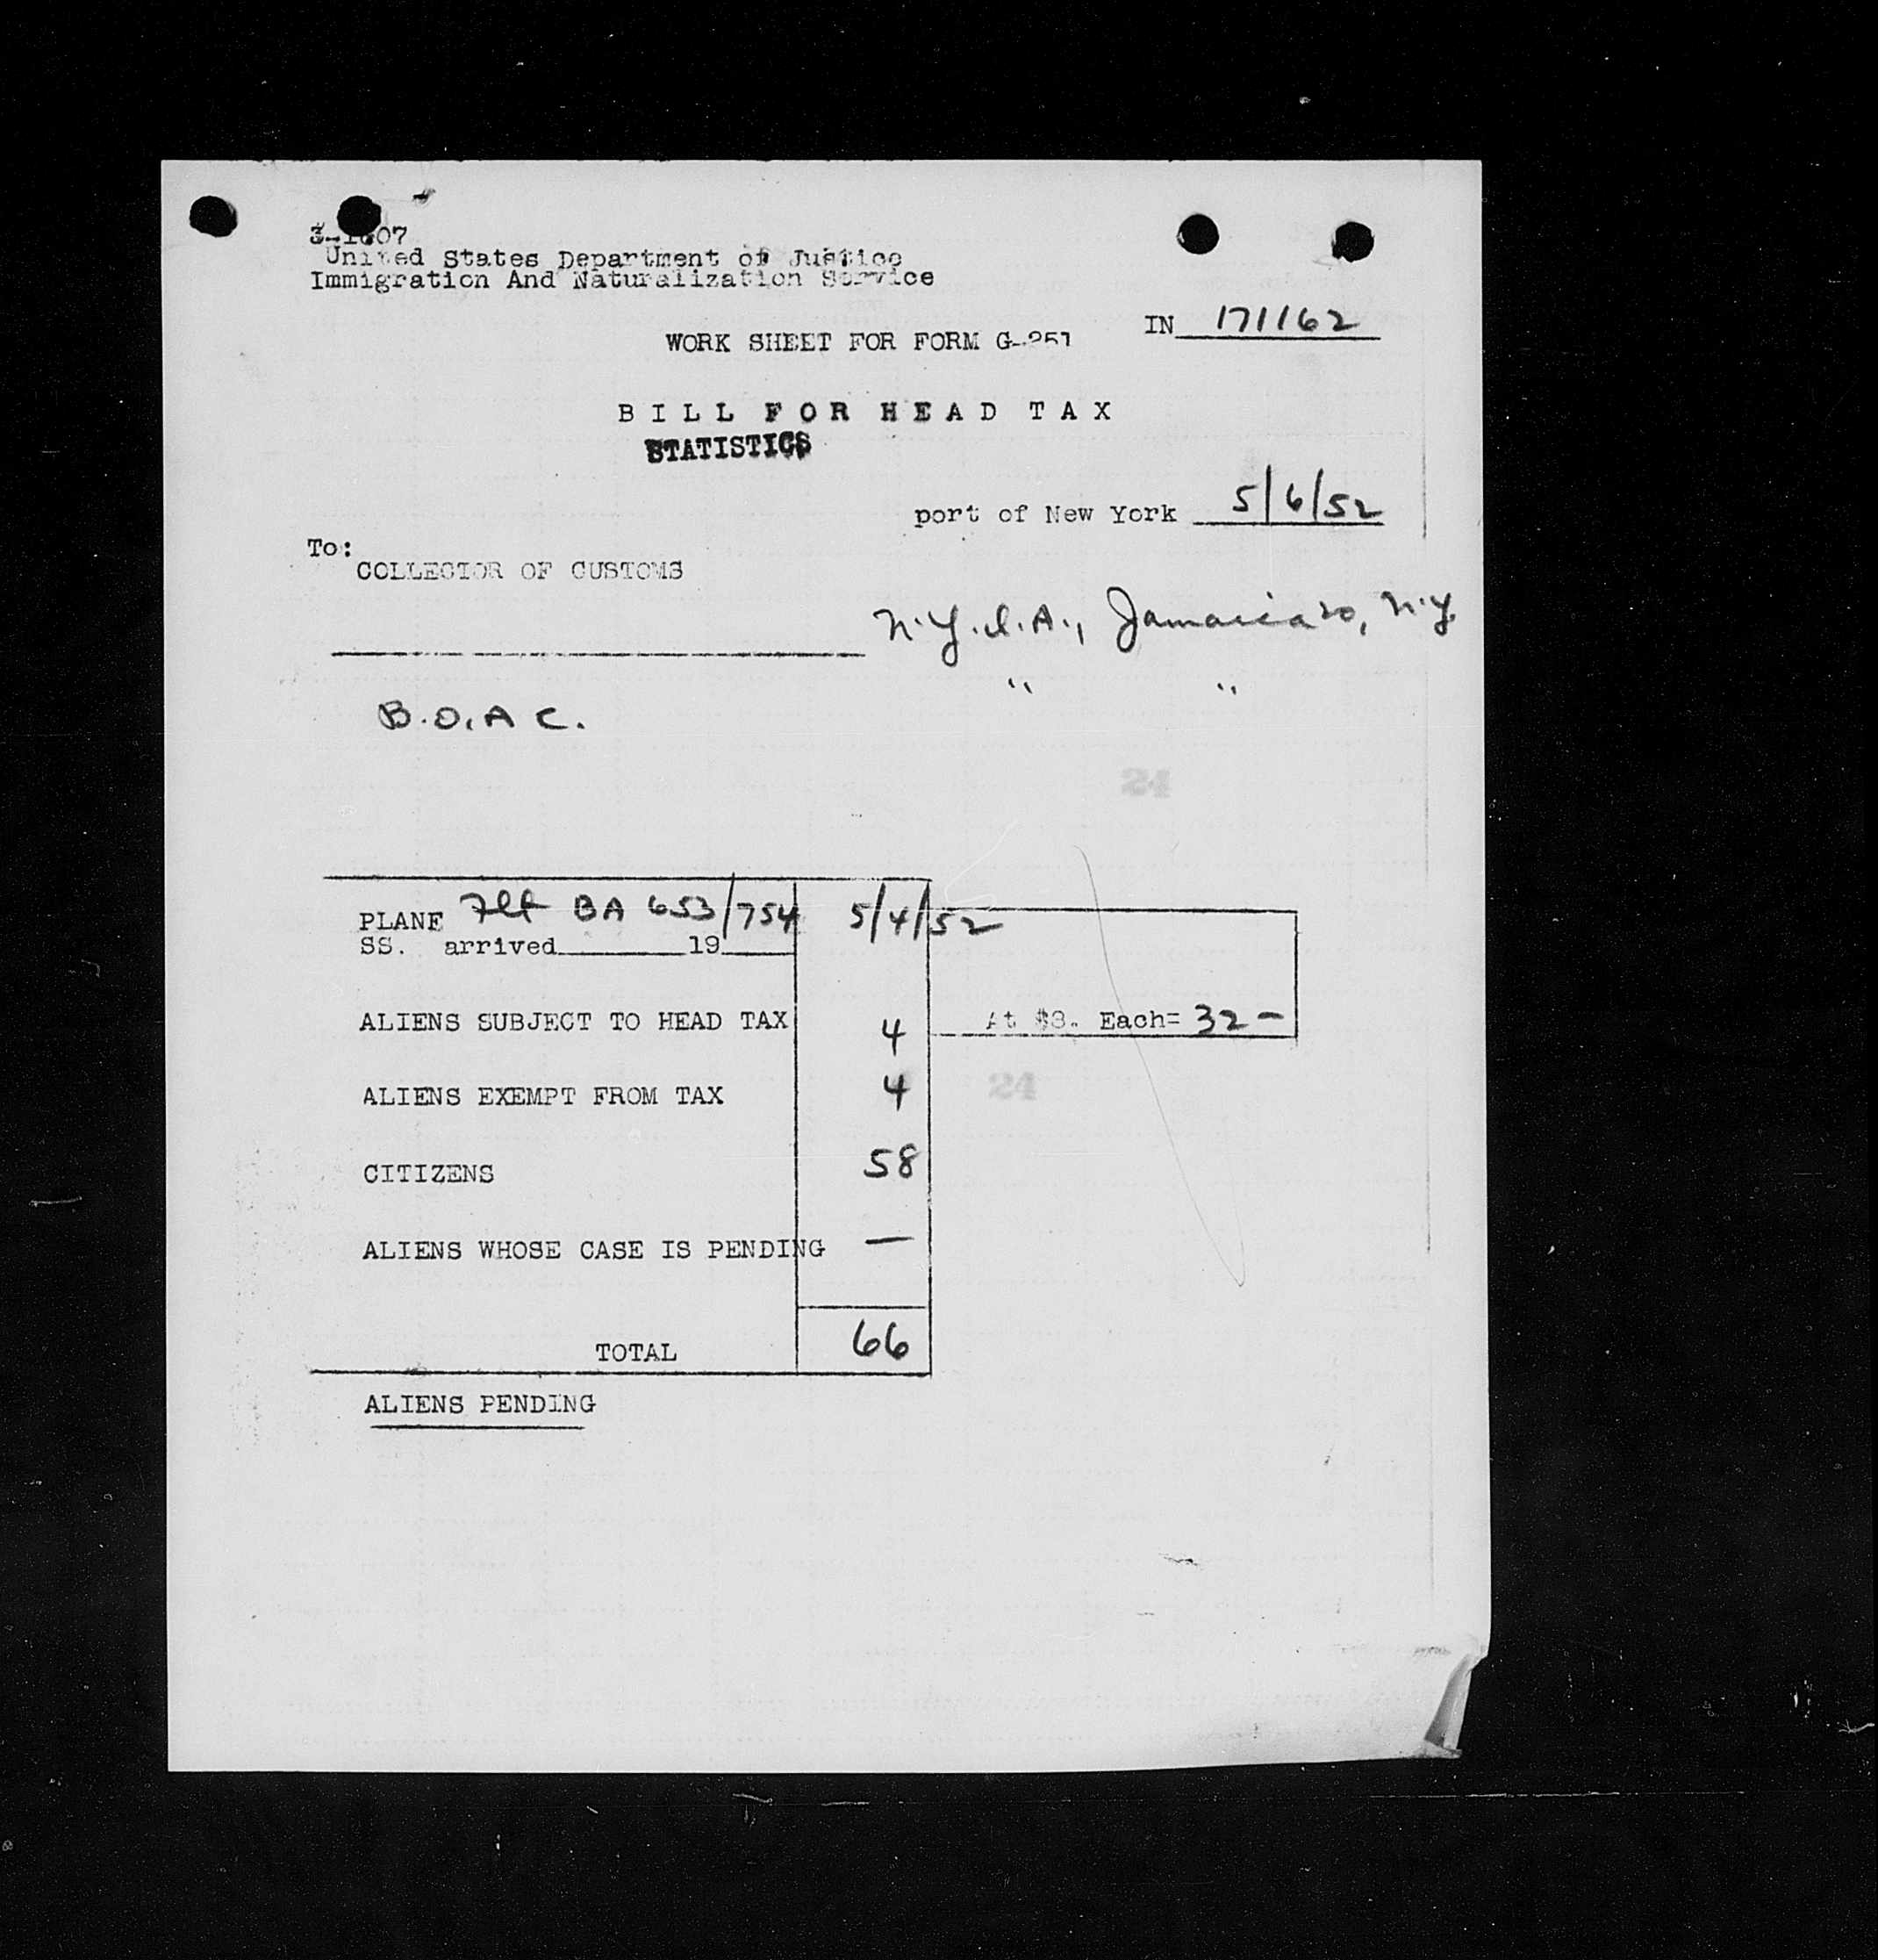 3-1607
United States Department of Justice
Immigration And Naturalization Service
IN 171162
WORK SHEET FOR FORM G-251
BILL FOR HEAD TAX
STATISTICS
port of New York 5/6/52
To:
COLLECTOR OF CUSTOMS
N.Y.I.A., Jamaica 20, N.Y.
" "
B.O.A C.
24
PLANE Flt BA 653/754 5/4/52
SS. arrived 19
ALIENS SUBJECT TO HEAD TAX 4 At $8. Each= 32 -
ALIENS EXEMPT FROM TAX 4
24
CITIZENS 58
ALIENS WHOSE CASE IS PENDING —
TOTAL 66
ALIENS PENDING